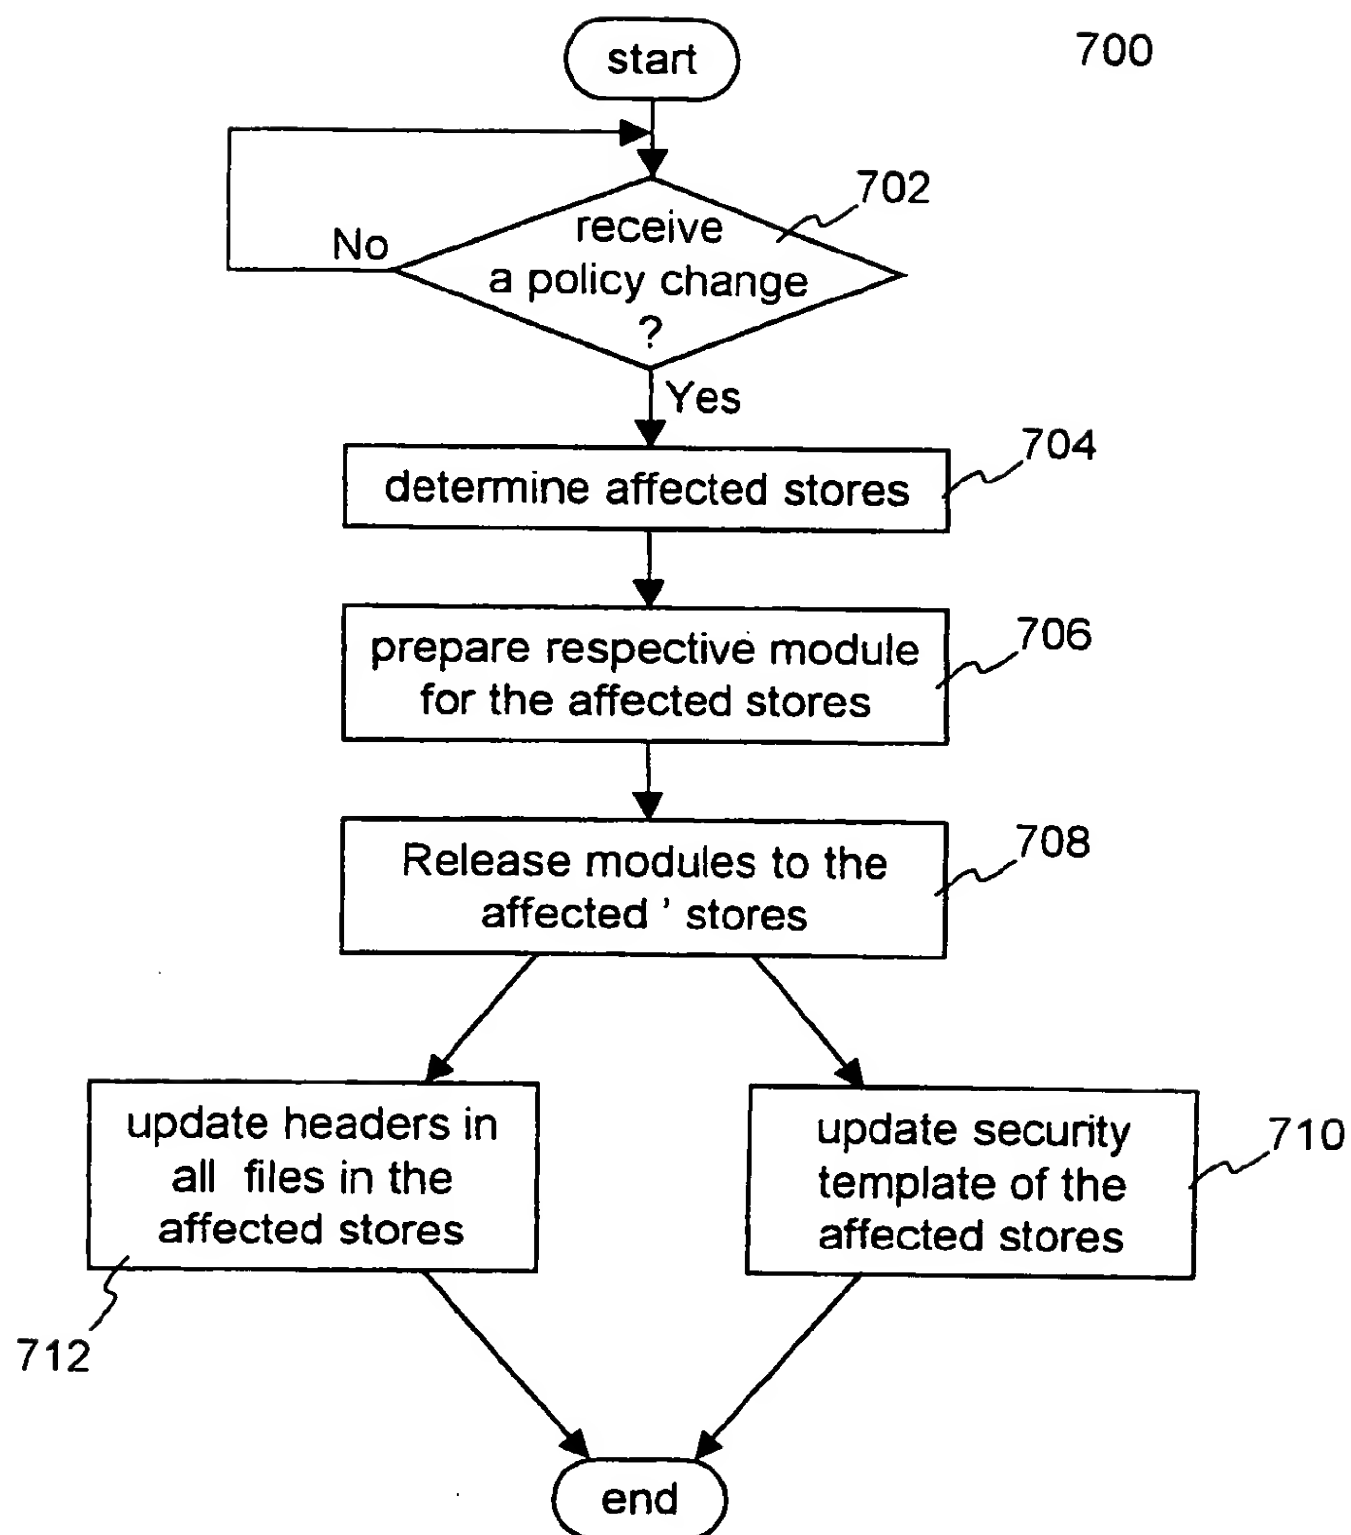 start
700
702
receive
a policy change
?
No
Yes
704
determine affected stores
706
prepare respective module
for the affected stores
708
Release modules to the
affected ' stores
update headers in
all files in the
affected stores
712
update security
template of the
affected stores
710
end